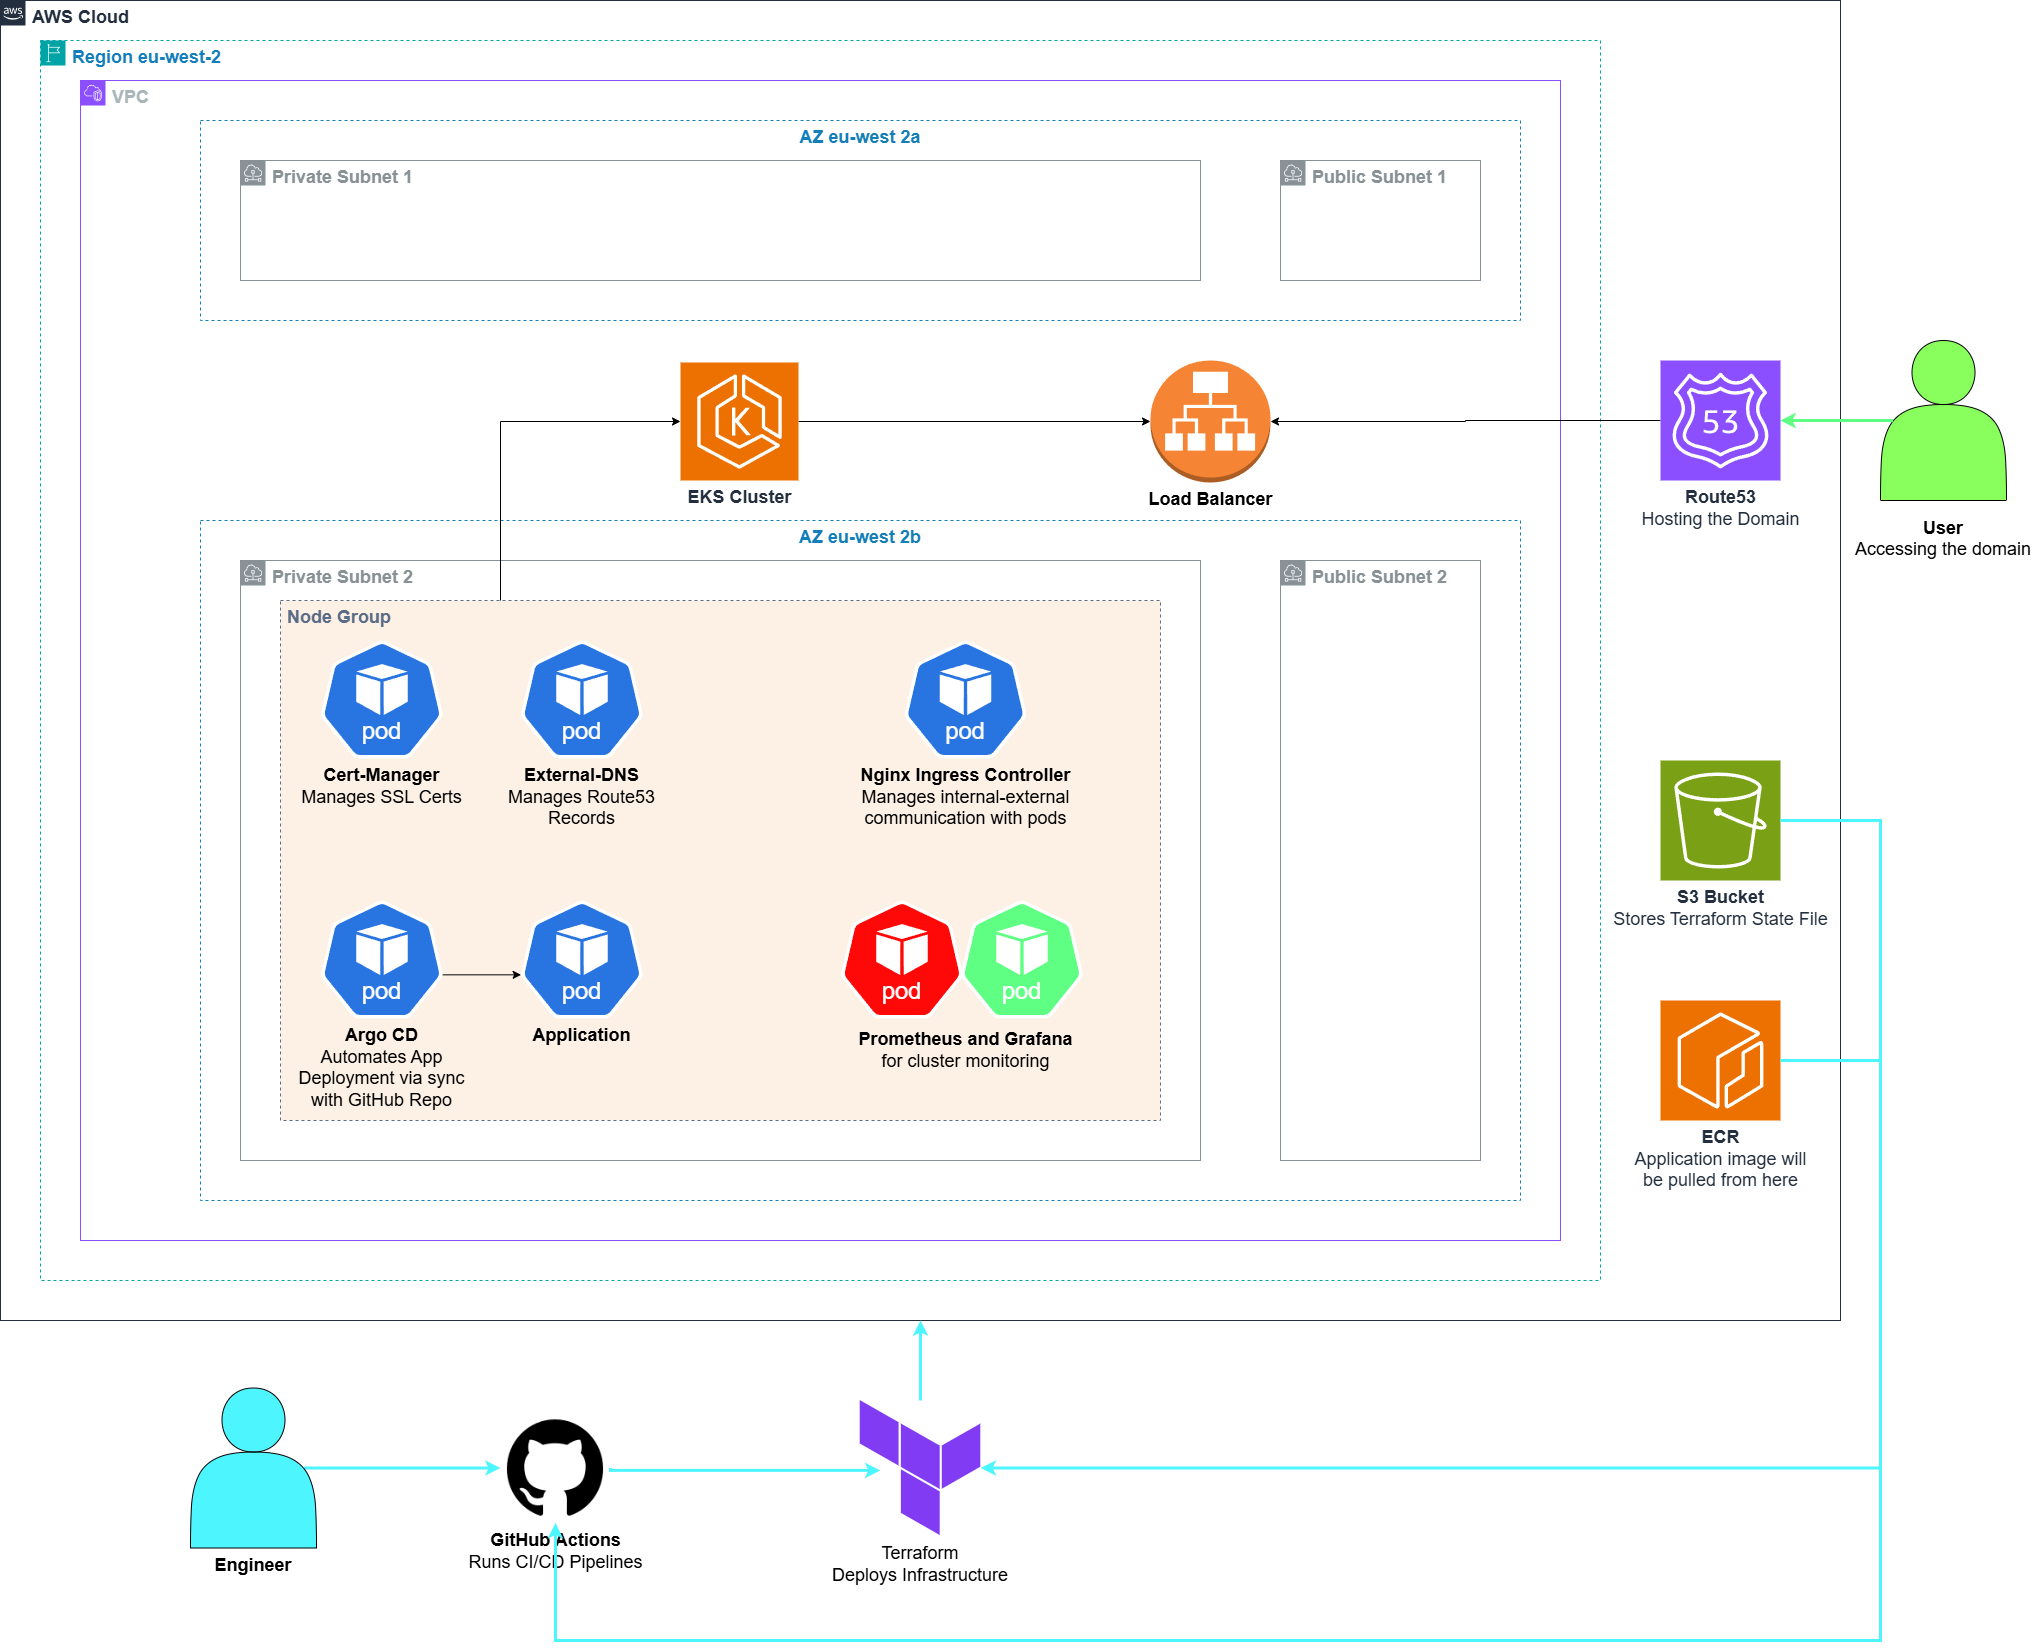 aws
AWS Cloud
Region eu-west-2
VPC
AZ eu-west 2a
Private Subnet 1
Public Subnet 1
K
EKS Cluster
Load Balancer
53
Route53
Hosting the Domain
User
Accessing the domain
AZ eu-west 2b
Private Subnet 2
Public Subnet 2
Node Group
pod
Cert-Manager
Manages SSL Certs
pod
External-DNS
Manages Route53
Records
pod
Nginx Ingress Controller
Manages internal-external
communication with pods
pod
Argo CD
Automates App
Deployment via sync
with GitHub Repo
pod
Application
pod
pod
Prometheus and Grafana
for cluster monitoring
S3 Bucket
Stores Terraform State File
ECR
Application image will
be pulled from here
Engineer
GitHub Actions
Runs CI/CD Pipelines
Terraform
Deploys Infrastructure